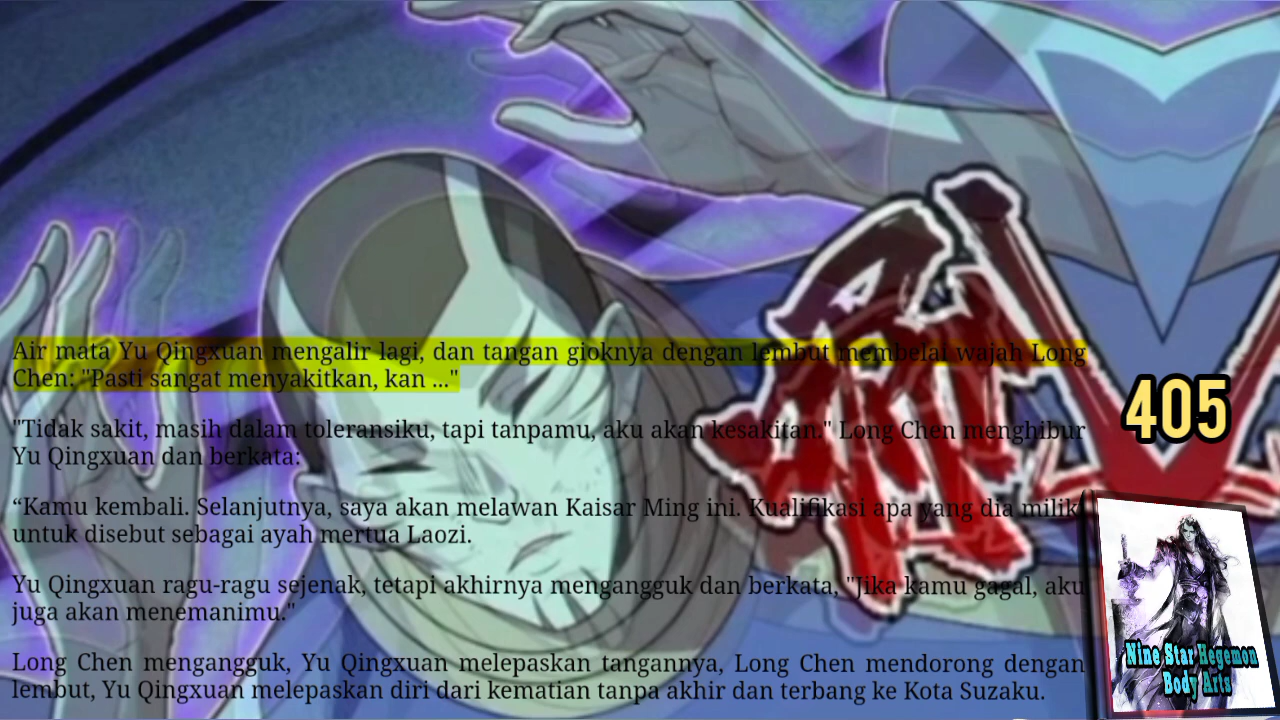 Air mata Yu Qingxuan mengalir lagi, dan tangan gioknya dengan lembut membelai wajah Long
Chen: "Pasti sangat menyakitkan, kan ..."
"Tidak sakit, masih dalam toleransiku, tapi tanpamu, aku akan kesakitan." Long Chen menghibur
Yu Qingxuan dan berkata:
“Kamu kembali. Selanjutnya, saya akan melawan Kaisar Ming ini. Kualifikasi apa yang dia miliki
untuk disebut sebagai ayah mertua Laozi.
Yu Qingxuan ragu-ragu sejenak, tetapi akhirnya mengangguk dan berkata, "Jika kamu gagal, aku
juga akan menemanimu."
Long Chen mengangguk, Yu Qingxuan melepaskan tangannya, Long Chen mendorong dengan
lembut, Yu Qingxuan melepaskan diri dari kematian tanpa akhir dan terbang ke Kota Suzaku.
405
Nine Star Hegemon
Body Arts